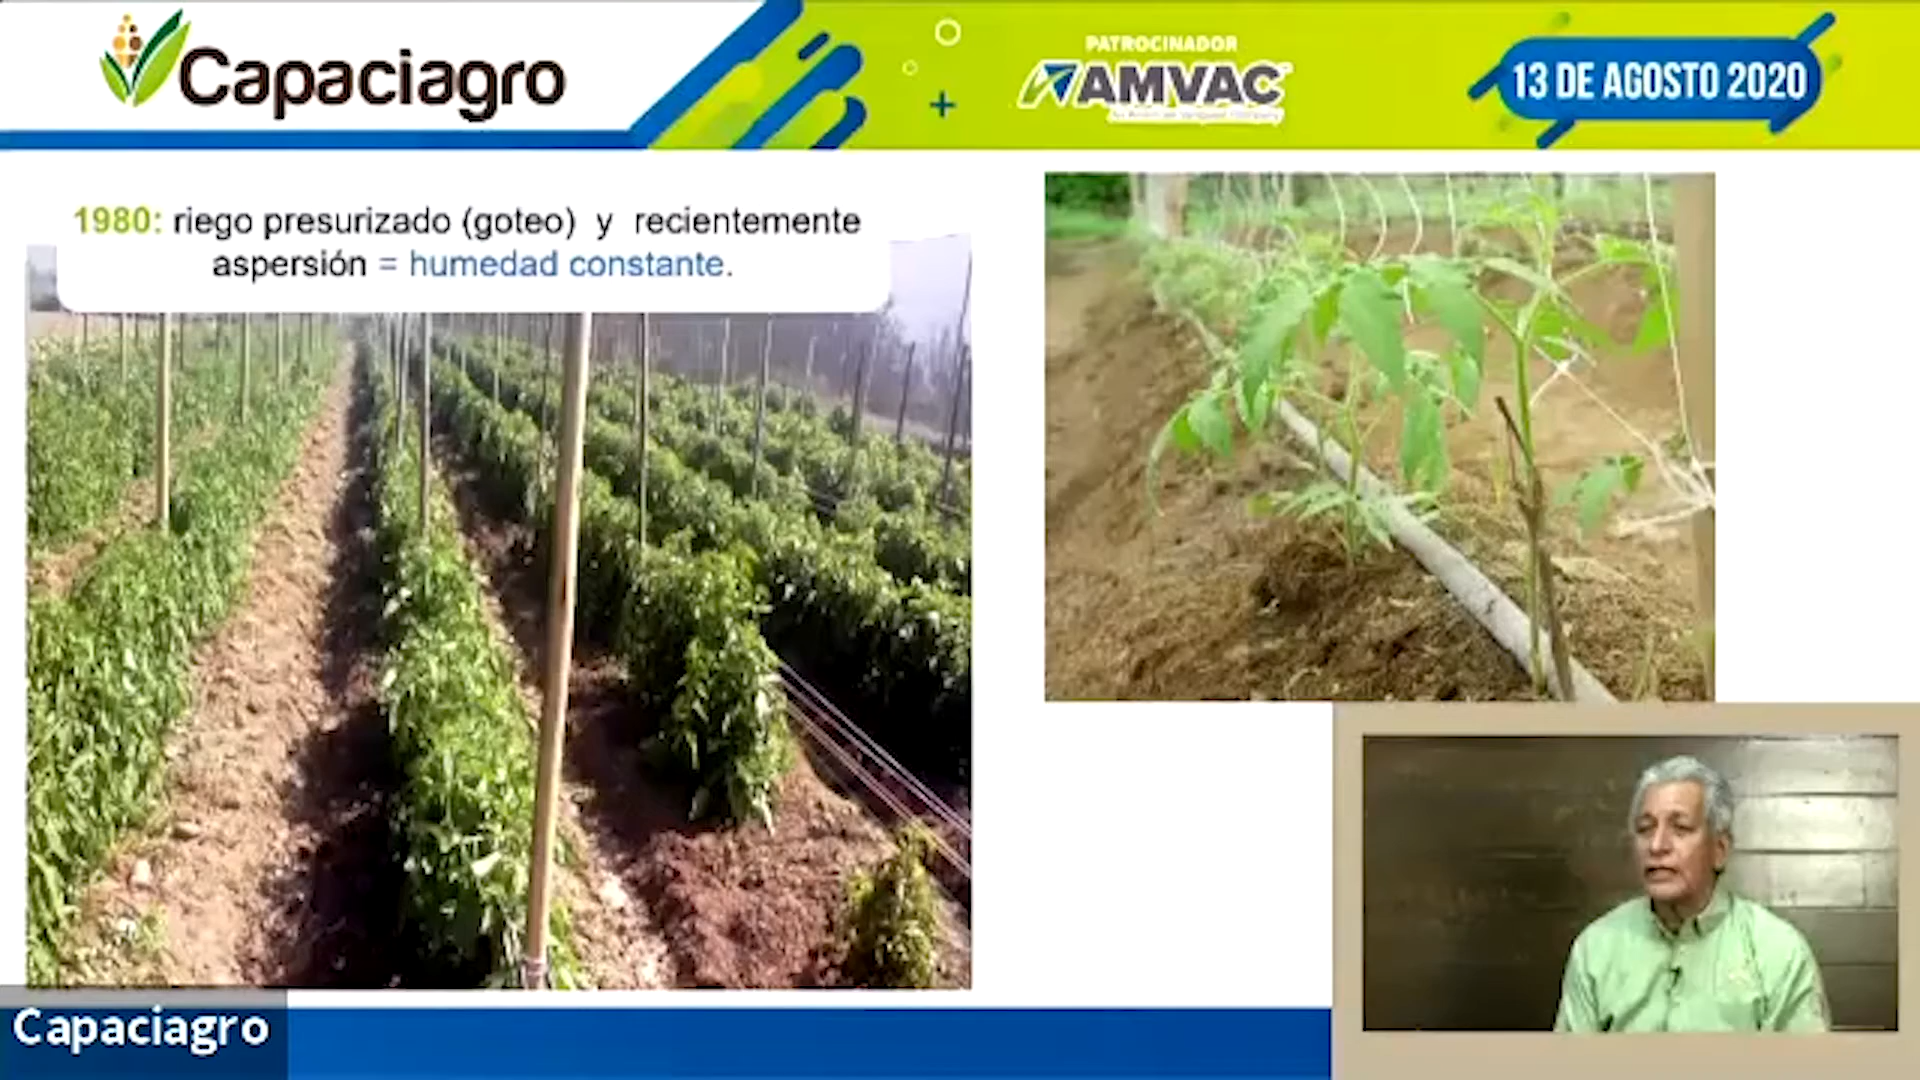 Capaciagro
PATROCINADOR
AMVAC
13 DE AGOSTO 2020
1980: riego presurizado (goteo) y recientemente
aspersión = humedad constante.
Capaciagro